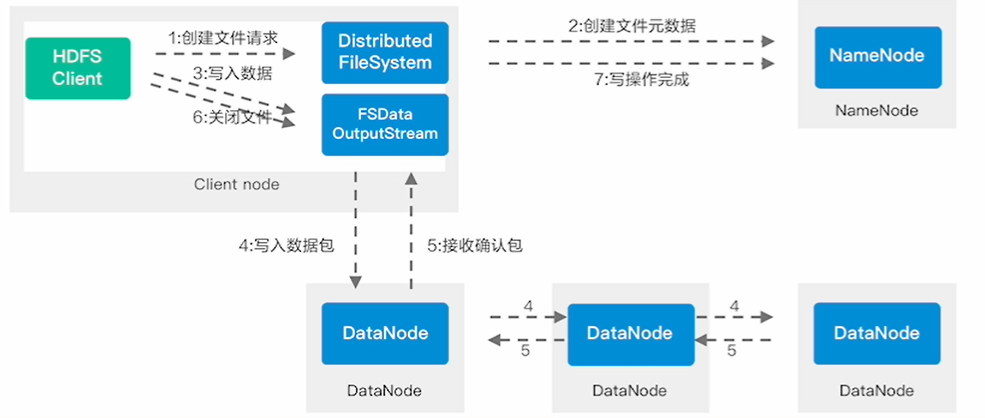 HDFS
Client
1:创建文件请求
3:写入数据
6:关闭文件
Distributed
FileSystem
FSData
OutputStream
Client node
2:创建文件元数据
7:写操作完成
NameNode
NameNode
4:写入数据包
5:接收确认包
DataNode
DataNode
4
5
DataNode
DataNode
4
5
DataNode
DataNode